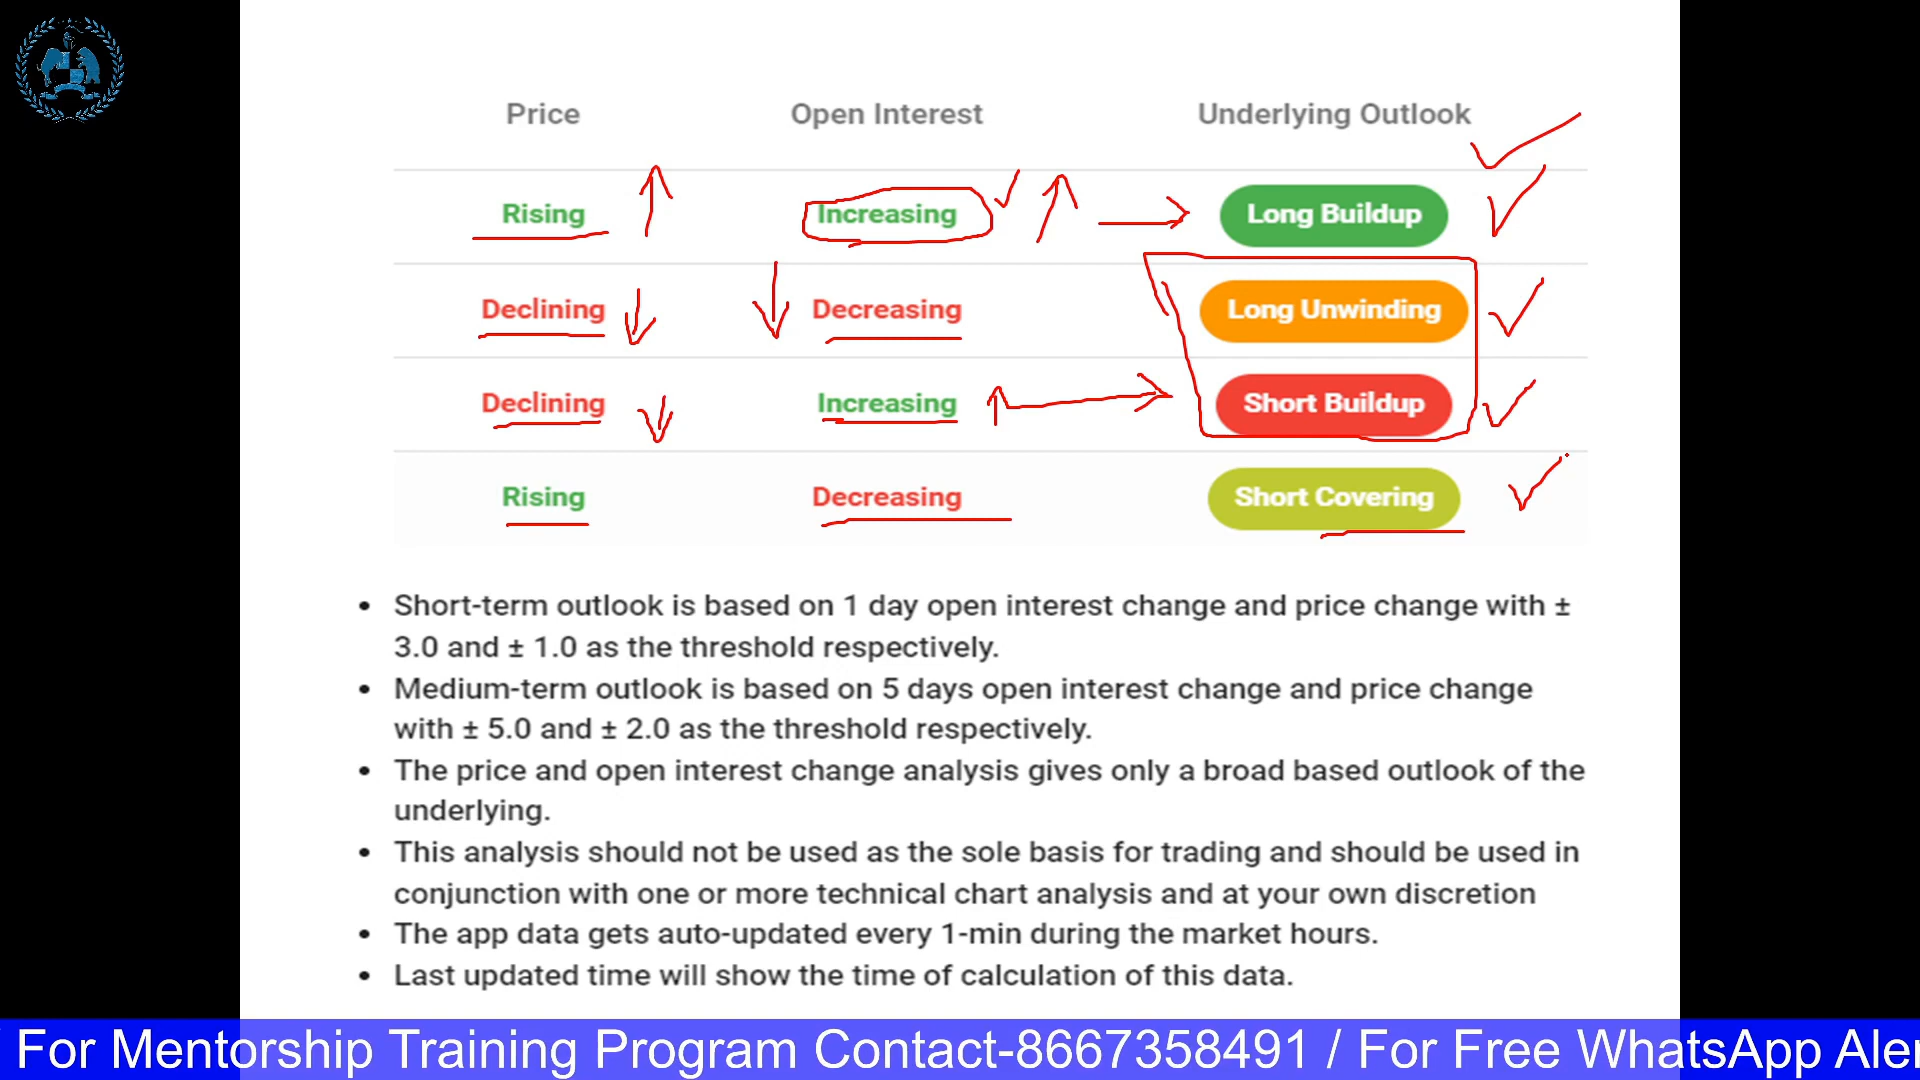 Price Open Interest Underlying Outlook
Rising Increasing Long Buildup
Declining Decreasing Long Unwinding
Declining Increasing Short Buildup
Rising Decreasing Short Covering
• Short-term outlook is based on 1 day open interest change and price change with ±
3.0 and ± 1.0 as the threshold respectively.
• Medium-term outlook is based on 5 days open interest change and price change
with ± 5.0 and ± 2.0 as the threshold respectively.
• The price and open interest change analysis gives only a broad based outlook of the
underlying.
• This analysis should not be used as the sole basis for trading and should be used in
conjunction with one or more technical chart analysis and at your own discretion
• The app data gets auto-updated every 1-min during the market hours.
• Last updated time will show the time of calculation of this data.
For Mentorship Training Program Contact-8667358491 / For Free WhatsApp Aler